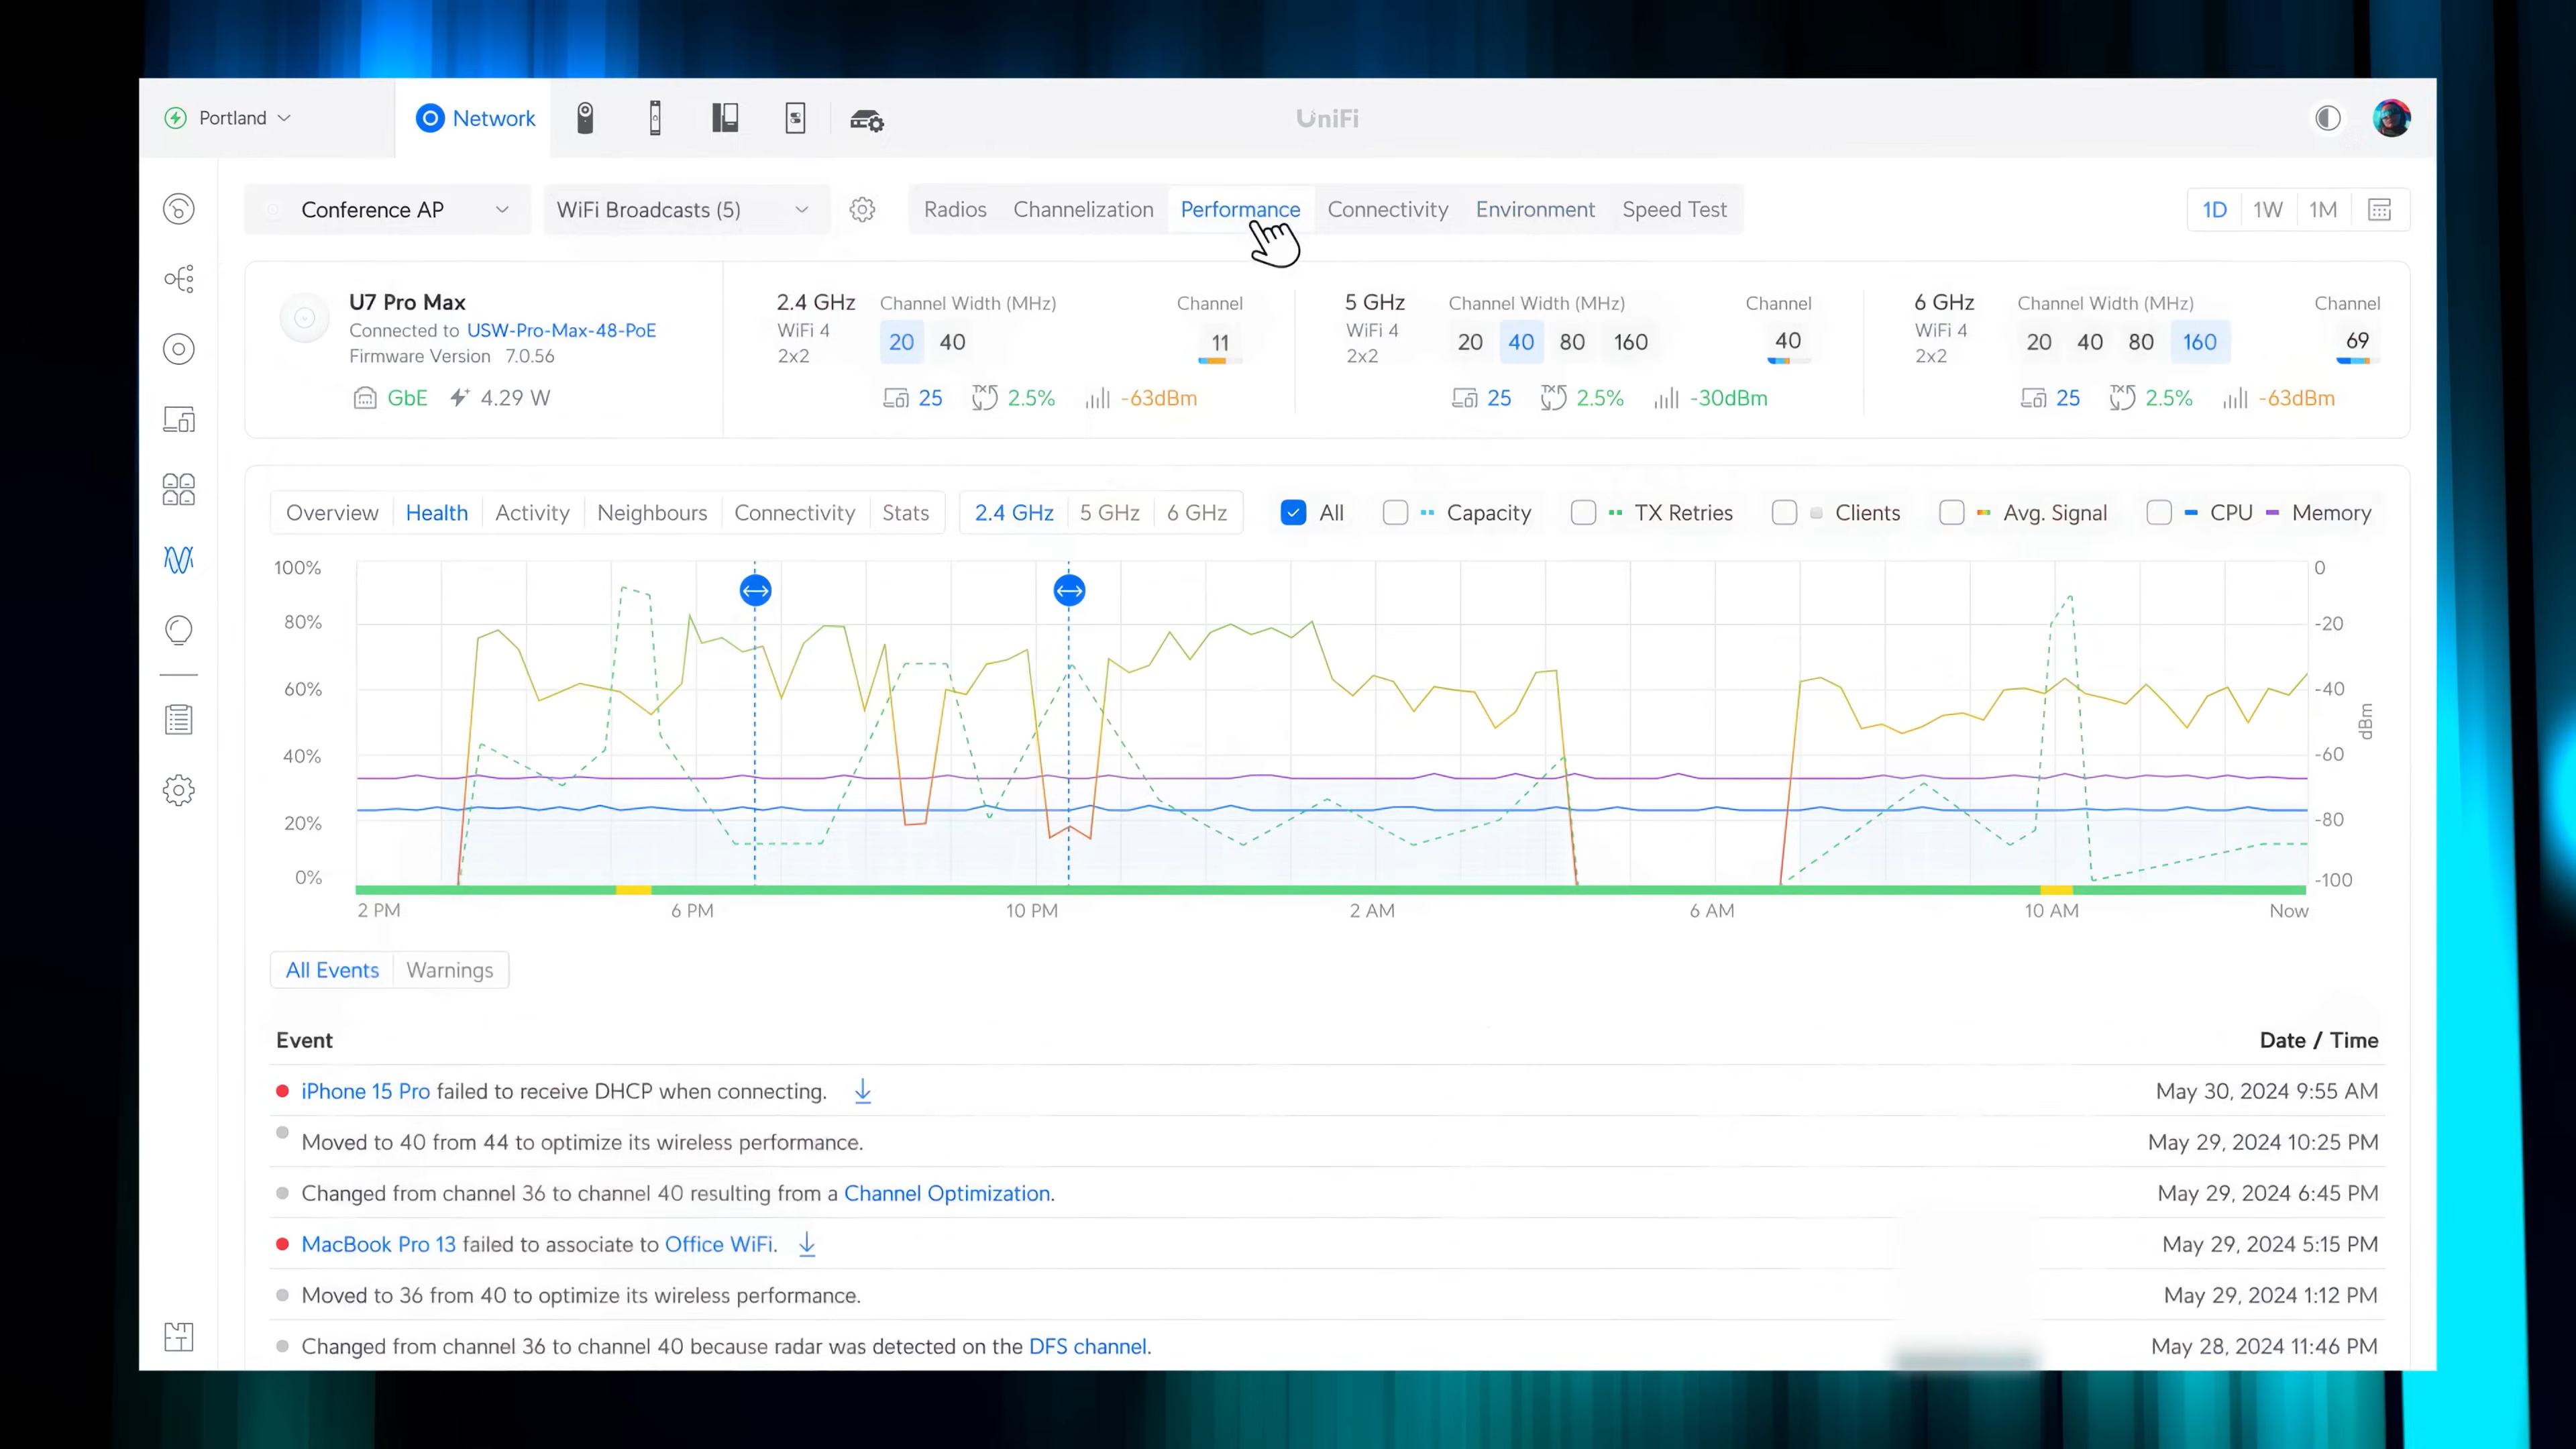 Portland
Network
UniFi
Conference AP
WiFi Broadcasts (5)
Radios
Channelization
Performance
Connectivity
Environment
Speed Test
1D
1W
1M
U7 Pro Max
Connected to USW-Pro-Max-48-PoE
Firmware Version 7.0.56
GbE
4.29 W
2.4 GHz
WiFi 4
2x2
Channel Width (MHz)
20 40
Channel
11
25
TX
2.5%
-63dBm
5 GHz
WiFi 4
2x2
Channel Width (MHz)
20 40 80 160
Channel
40
25
TX
2.5%
-30dBm
6 GHz
WiFi 4
2x2
Channel Width (MHz)
20 40 80 160
Channel
69
25
TX
2.5%
-63dBm
Overview
Health
Activity
Neighbours
Connectivity
Stats
2.4 GHz
5 GHz
6 GHz
All
Capacity
TX Retries
Clients
Avg. Signal
CPU
Memory
100%
80%
60%
40%
20%
0%
0
-20
-40
-60
-80
-100
dBm
2 PM
6 PM
10 PM
2 AM
6 AM
10 AM
Now
All Events
Warnings
Event
Date / Time
iPhone 15 Pro failed to receive DHCP when connecting.
May 30, 2024 9:55 AM
Moved to 40 from 44 to optimize its wireless performance.
May 29, 2024 10:25 PM
Changed from channel 36 to channel 40 resulting from a Channel Optimization.
May 29, 2024 6:45 PM
MacBook Pro 13 failed to associate to Office WiFi.
May 29, 2024 5:15 PM
Moved to 36 from 40 to optimize its wireless performance.
May 29, 2024 1:12 PM
Changed from channel 36 to channel 40 because radar was detected on the DFS channel.
May 28, 2024 11:46 PM